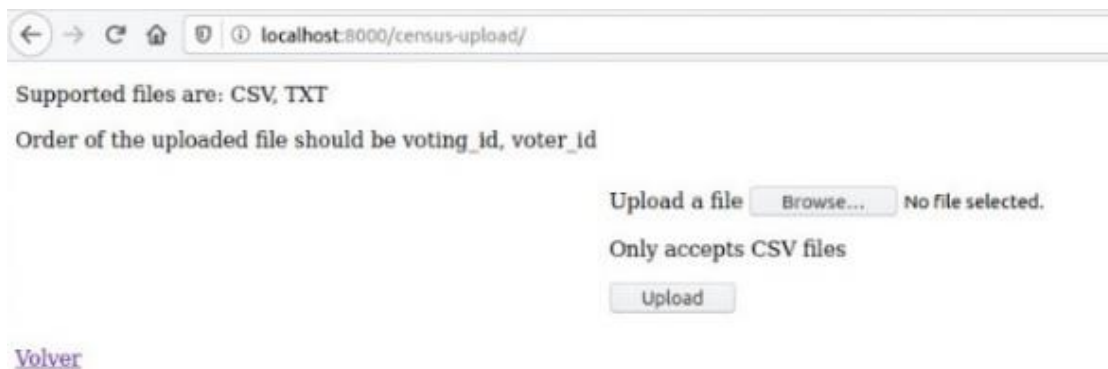 localhost:8000/census-upload/
Supported files are: CSV, TXT
Order of the uploaded file should be voting_id, voter_id
Upload a file Browse... No file selected.
Only accepts CSV files
Upload
Volver